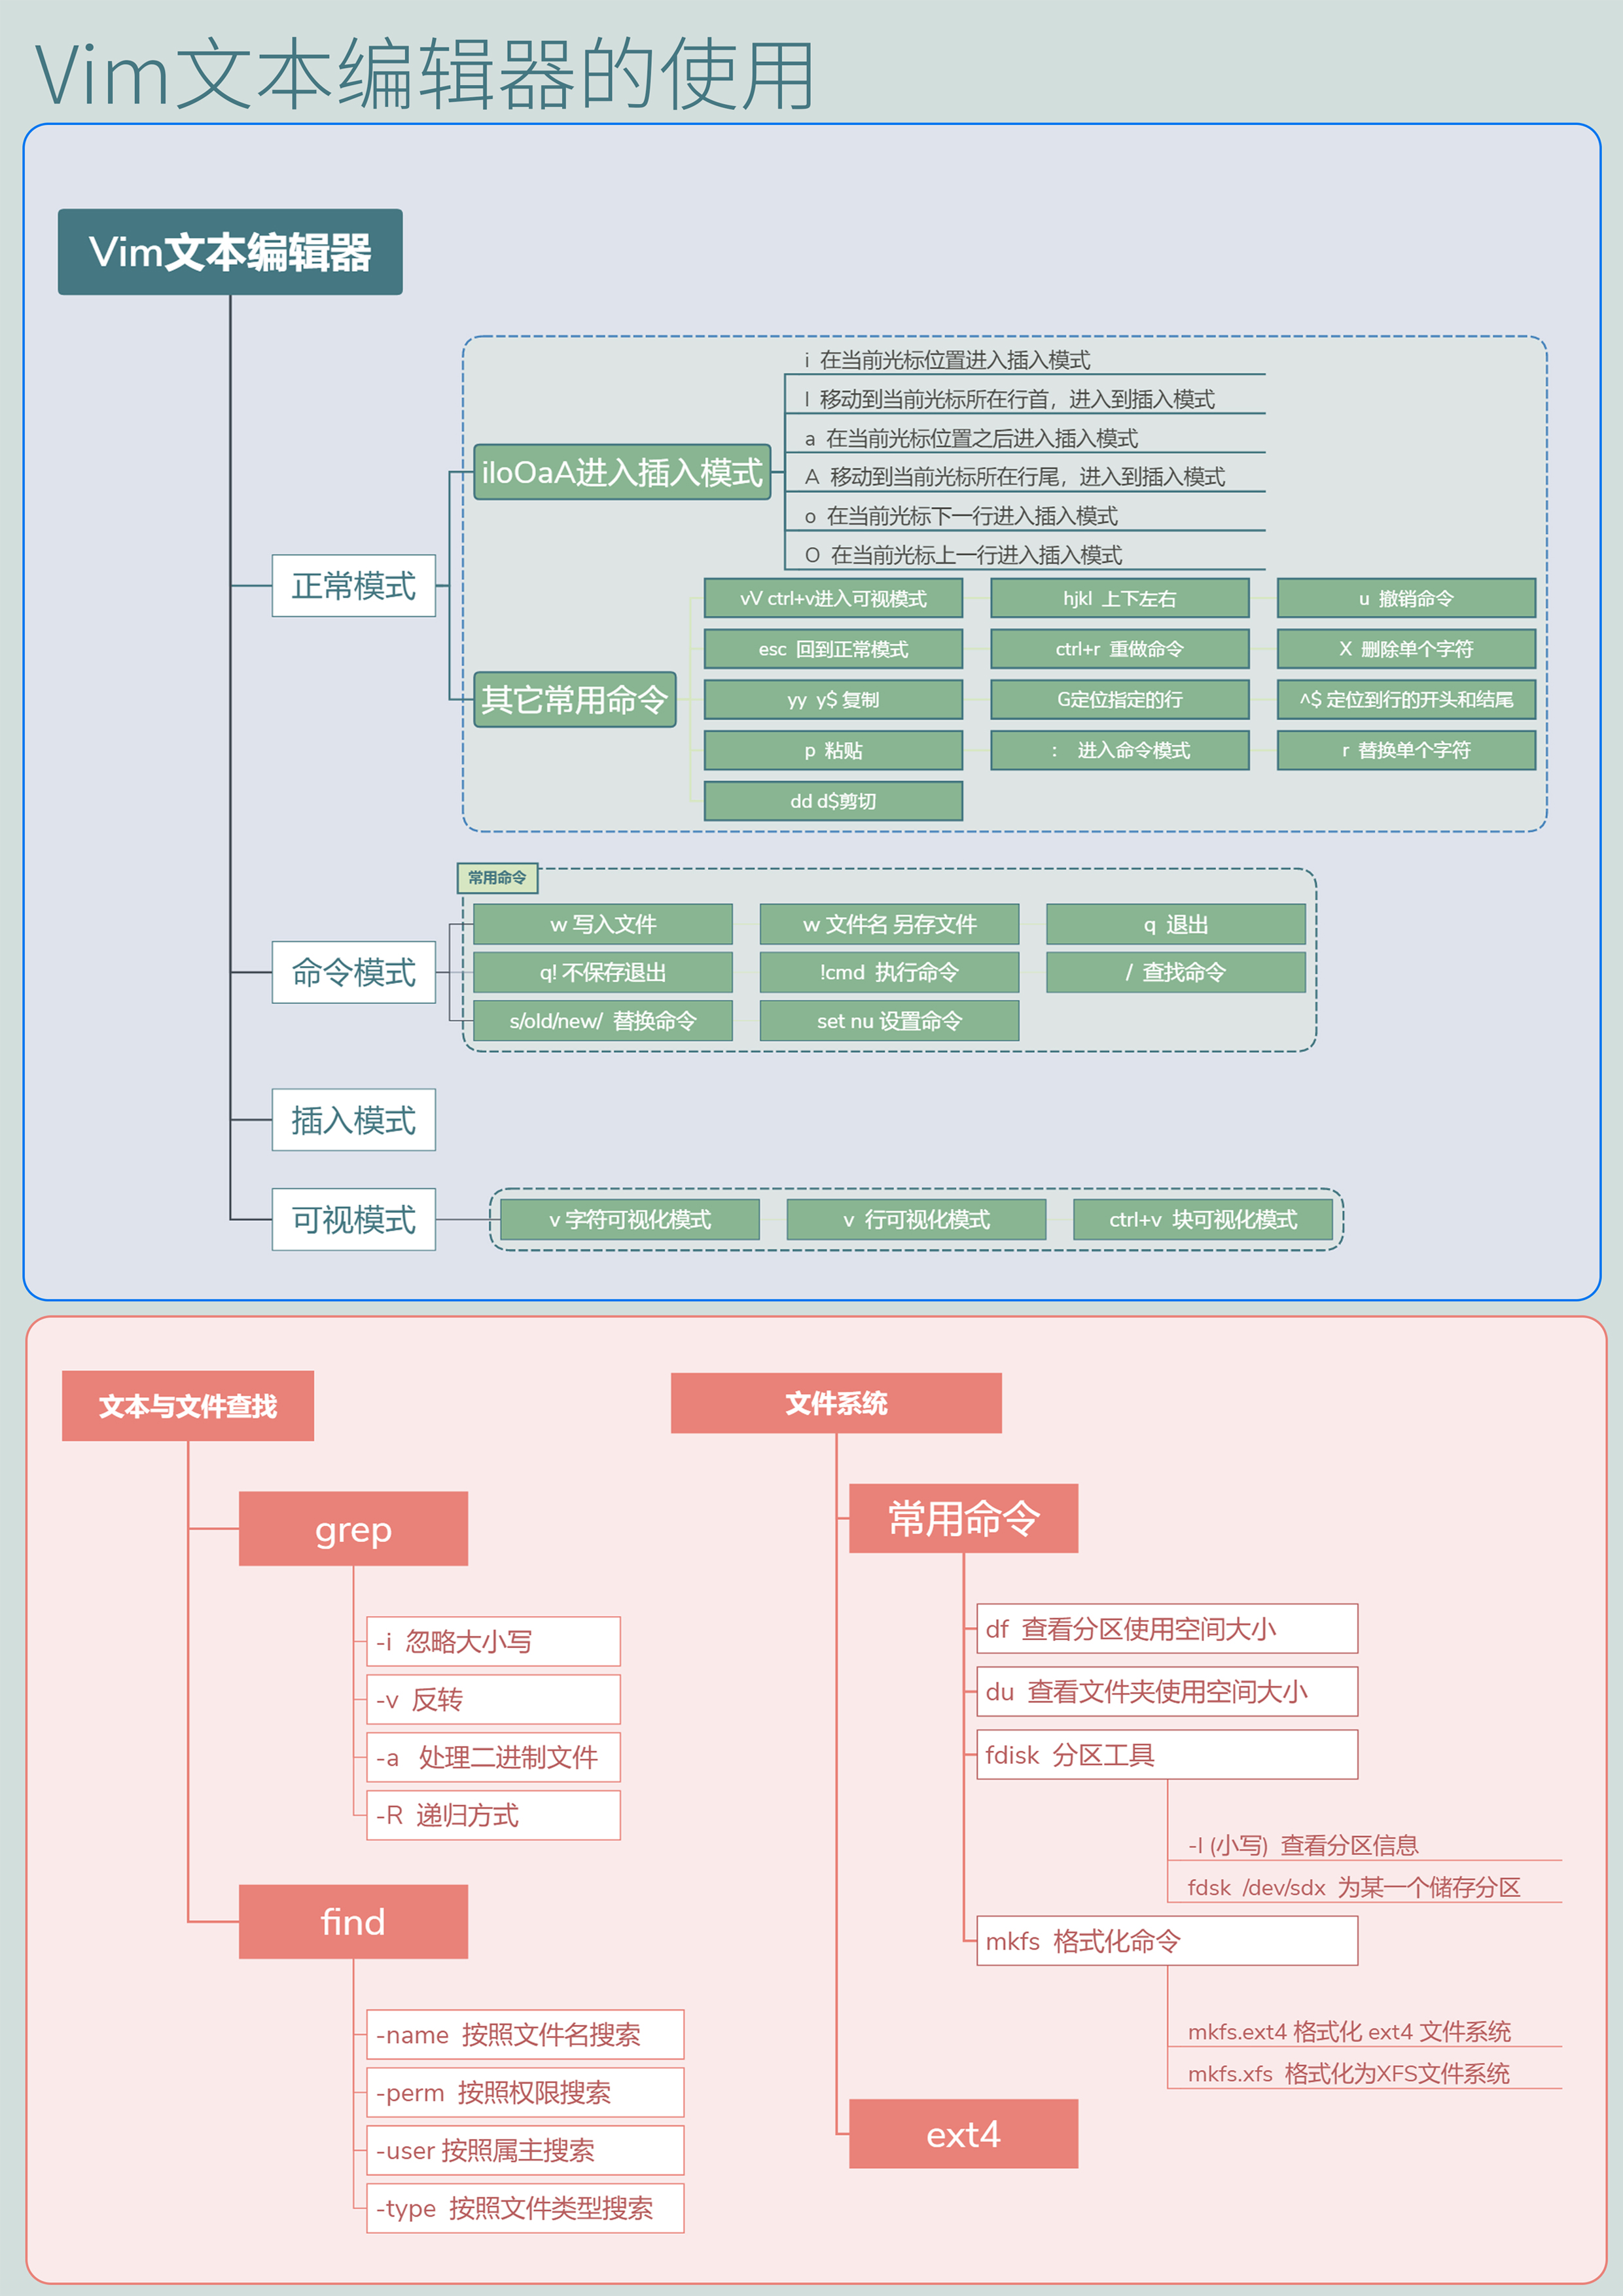 Vim文本编辑器的使用
Vim文本编辑器
正常模式
iIoOaA进入插入模式
i 在当前光标位置进入插入模式
I 移动到当前光标所在行首，进入到插入模式
a 在当前光标位置之后进入插入模式
A 移动到当前光标所在行尾，进入到插入模式
o 在当前光标下一行进入插入模式
O 在当前光标上一行进入插入模式
其它常用命令
vV ctrl+v进入可视模式
hjkl 上下左右
u 撤销命令
esc 回到正常模式
ctrl+r 重做命令
X 删除单个字符
yy y$ 复制
G定位指定的行
^$ 定位到行的开头和结尾
p 粘贴
: 进入命令模式
r 替换单个字符
dd d$剪切
命令模式
常用命令
w 写入文件
w 文件名 另存文件
q 退出
q! 不保存退出
!cmd 执行命令
/ 查找命令
s/old/new/ 替换命令
set nu 设置命令
插入模式
可视模式
v 字符可视化模式
v 行可视化模式
ctrl+v 块可视化模式
文本与文件查找
grep
-i 忽略大小写
-v 反转
-a 处理二进制文件
-R 递归方式
find
-name 按照文件名搜索
-perm 按照权限搜索
-user 按照属主搜索
-type 按照文件类型搜索
文件系统
常用命令
df 查看分区使用空间大小
du 查看文件夹使用空间大小
fdisk 分区工具
-l (小写) 查看分区信息
fdsk /dev/sdx 为某一个储存分区
mkfs 格式化命令
mkfs.ext4 格式化 ext4 文件系统
mkfs.xfs 格式化为XFS文件系统
ext4